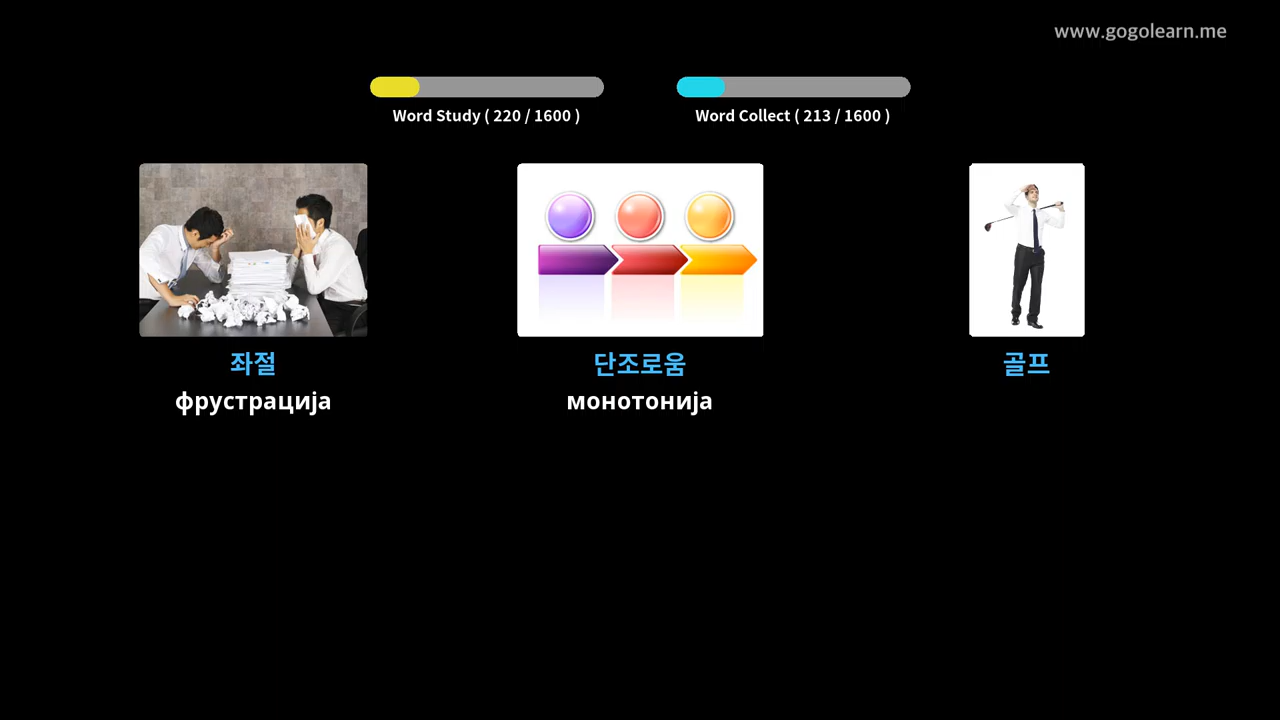 www.gogolearn.me
Word Study ( 220 / 1600 )
Word Collect ( 213 / 1600 )
좌절
단조로움
골프
фрустрација
монотонија